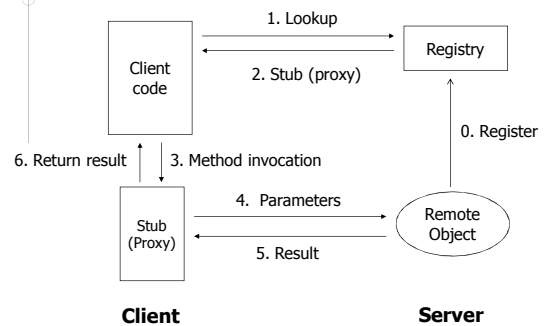 1. Lookup
Client
code
Registry
2. Stub (proxy)
0. Register
6. Return result
3. Method invocation
Stub
(Proxy)
4. Parameters
Remote
Object
5. Result
Client
Server